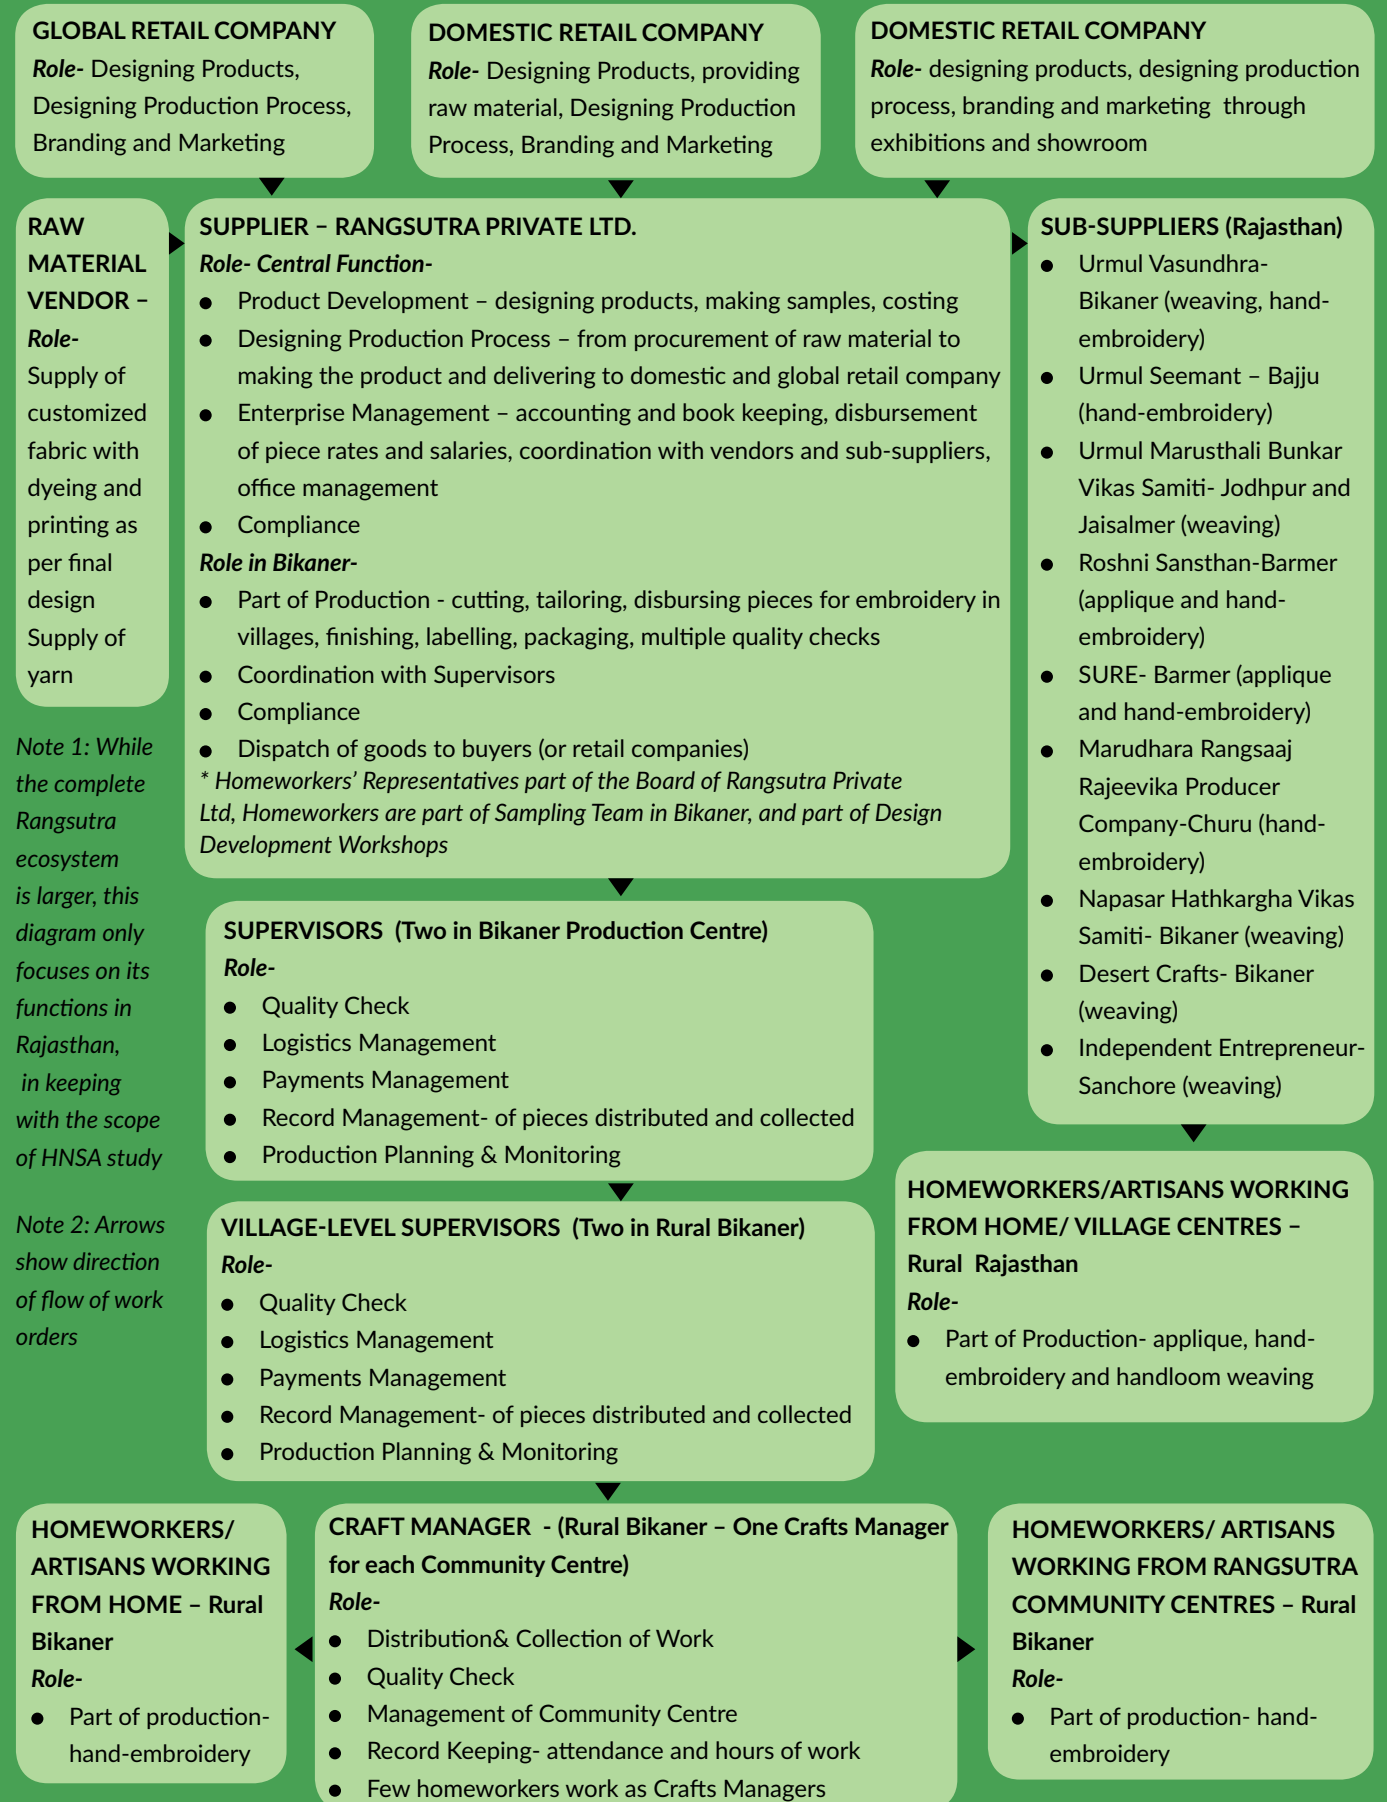 GLOBAL RETAIL COMPANY
Role- Designing Products,
Designing Production Process,
Branding and Marketing
DOMESTIC RETAIL COMPANY
Role- Designing Products, providing
raw material, Designing Production
Process, Branding and Marketing
DOMESTIC RETAIL COMPANY
Role- designing products, designing production
process, branding and marketing through
exhibitions and showroom
RAW
MATERIAL
VENDOR –
Role-
Supply of
customized
fabric with
dyeing and
printing as
per final
design
Supply of
yarn
SUPPLIER – RANGSUTRA PRIVATE LTD.
Role- Central Function-
● Product Development – designing products, making samples, costing
● Designing Production Process – from procurement of raw material to
making the product and delivering to domestic and global retail company
● Enterprise Management – accounting and book keeping, disbursement
of piece rates and salaries, coordination with vendors and sub-suppliers,
office management
● Compliance
Role in Bikaner-
● Part of Production - cutting, tailoring, disbursing pieces for embroidery in
villages, finishing, labelling, packaging, multiple quality checks
● Coordination with Supervisors
● Compliance
● Dispatch of goods to buyers (or retail companies)
* Homeworkers’ Representatives part of the Board of Rangsutra Private
Ltd, Homeworkers are part of Sampling Team in Bikaner, and part of Design
Development Workshops
SUB-SUPPLIERS (Rajasthan)
● Urmul Vasundhra-
Bikaner (weaving, hand-
embroidery)
● Urmul Seemant – Bajju
(hand-embroidery)
● Urmul Marusthali Bunkar
Vikas Samiti- Jodhpur and
Jaisalmer (weaving)
● Roshni Sansthan-Barmer
(applique and hand-
embroidery)
● SURE- Barmer (applique
and hand-embroidery)
● Marudhara Rangsaaj
Rajeevika Producer
Company-Churu (hand-
embroidery)
● Napasar Hathkargha Vikas
Samiti- Bikaner (weaving)
● Desert Crafts- Bikaner
(weaving)
● Independent Entrepreneur-
Sanchore (weaving)
Note 1: While
the complete
Rangsutra
ecosystem
is larger, this
diagram only
focuses on its
functions in
Rajasthan,
in keeping
with the scope
of HNSA study
Note 2: Arrows
show direction
of flow of work
orders
SUPERVISORS (Two in Bikaner Production Centre)
Role-
● Quality Check
● Logistics Management
● Payments Management
● Record Management- of pieces distributed and collected
● Production Planning & Monitoring
VILLAGE-LEVEL SUPERVISORS (Two in Rural Bikaner)
Role-
● Quality Check
● Logistics Management
● Payments Management
● Record Management- of pieces distributed and collected
● Production Planning & Monitoring
HOMEWORKERS/ARTISANS WORKING
FROM HOME/ VILLAGE CENTRES –
Rural Rajasthan
Role-
● Part of Production- applique, hand-
embroidery and handloom weaving
HOMEWORKERS/
ARTISANS WORKING
FROM HOME – Rural
Bikaner
Role-
● Part of production-
hand-embroidery
CRAFT MANAGER - (Rural Bikaner – One Crafts Manager
for each Community Centre)
Role-
● Distribution& Collection of Work
● Quality Check
● Management of Community Centre
● Record Keeping- attendance and hours of work
● Few homeworkers work as Crafts Managers
HOMEWORKERS/ ARTISANS
WORKING FROM RANGSUTRA
COMMUNITY CENTRES – Rural
Bikaner
Role-
● Part of production- hand-
embroidery